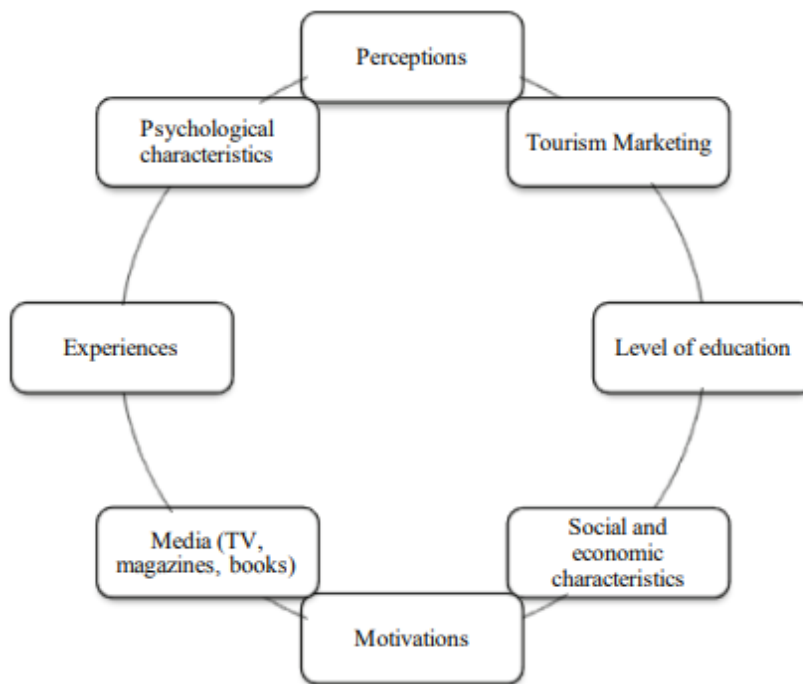 Perceptions
Psychological
characteristics
Tourism Marketing
Experiences
Level of education
Media (TV,
magazines, books)
Social and
economic
characteristics
Motivations